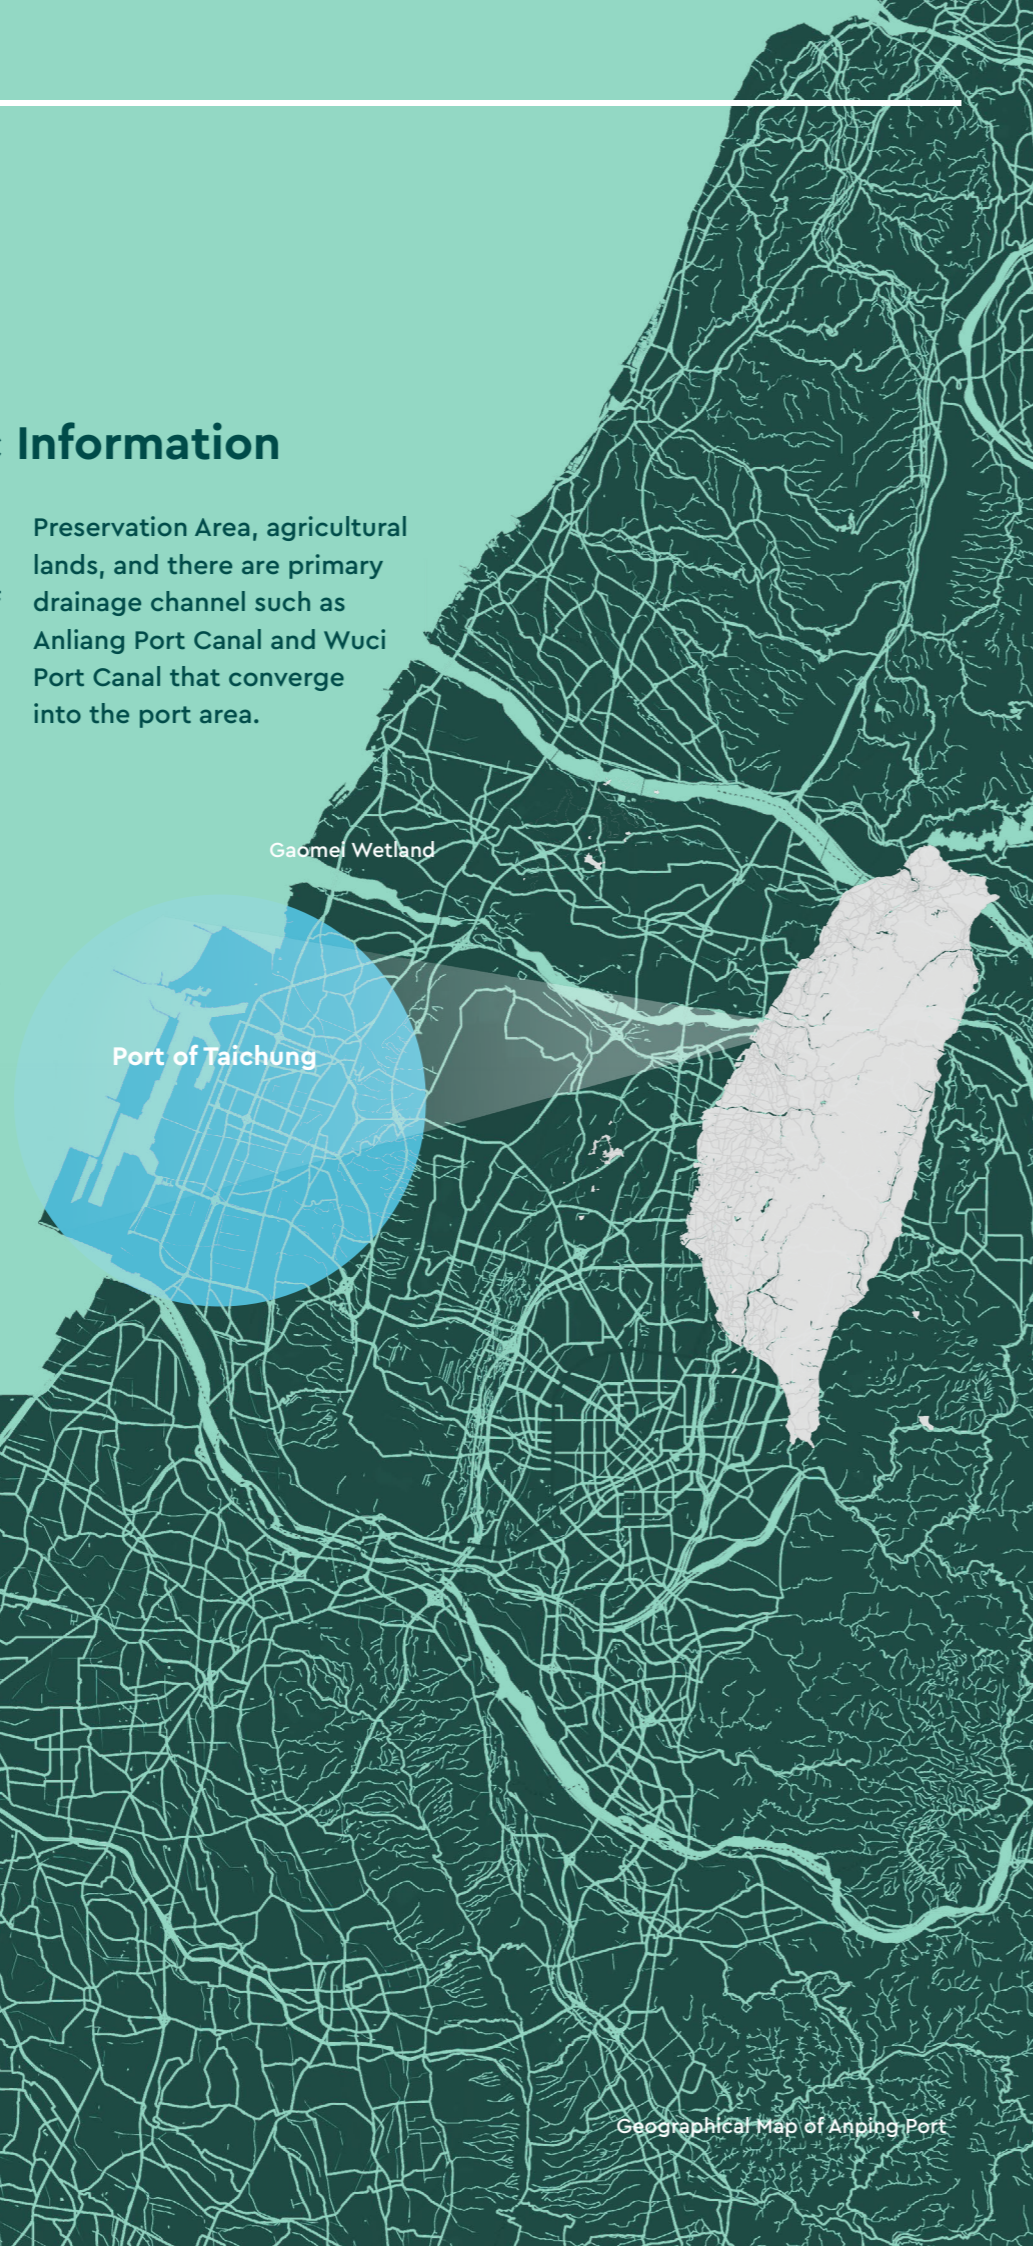 Information
Preservation Area, agricultural
lands, and there are primary
drainage channel such as
Anliang Port Canal and Wuci
Port Canal that converge
into the port area.
Gaomei Wetland
Port of Taichung
Geographical Map of Anping Port